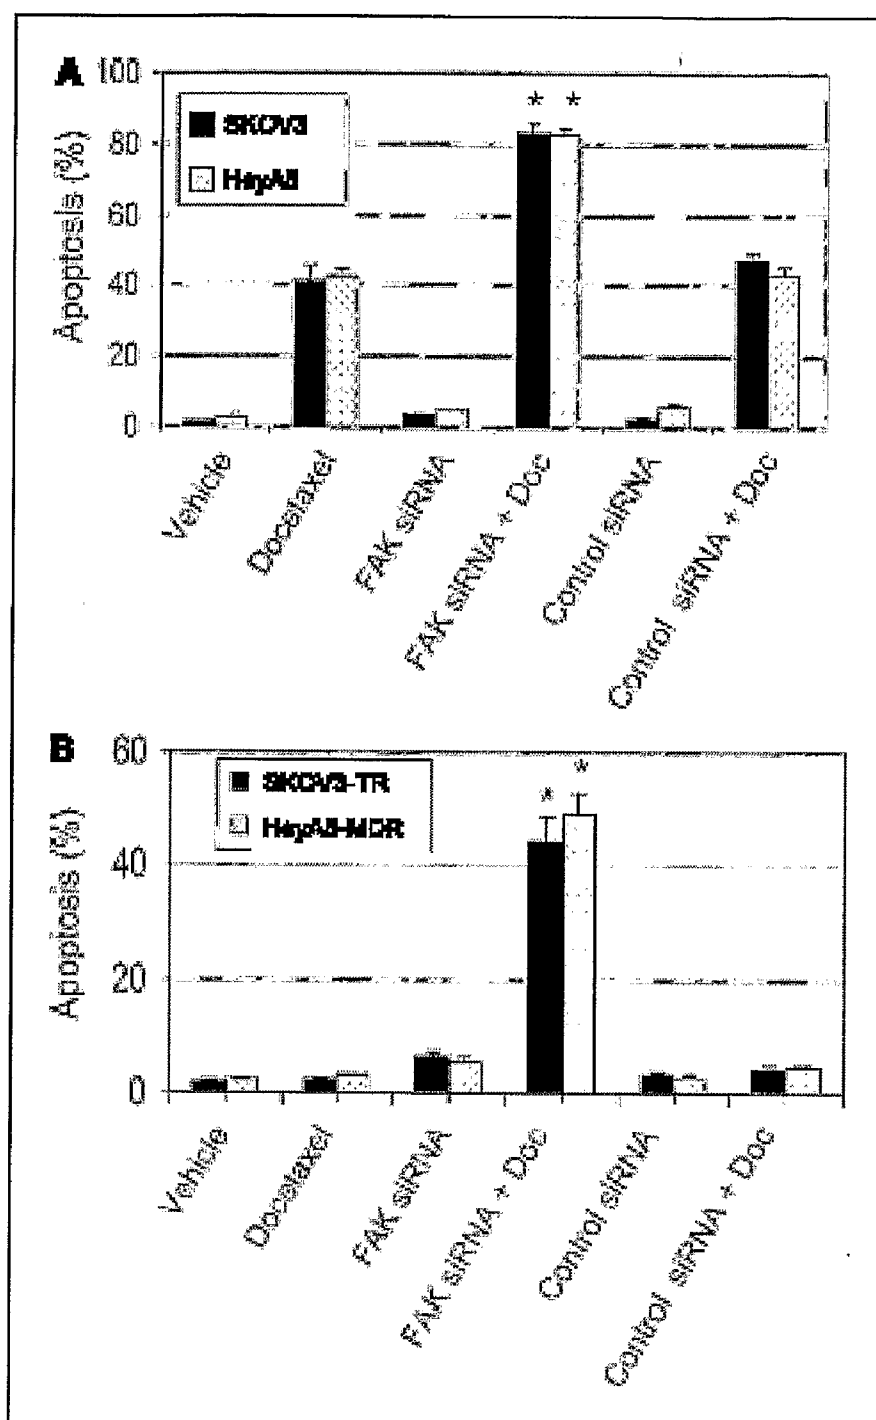 A
100
80
60
40
20
0
Apoptosis (%)
SKOV3
HeyA8
* *
Vehicle
Docetaxel
FAK siRNA
FAK siRNA + Doc
Control siRNA
Control siRNA + Doc
B
60
40
20
0
Apoptosis (%)
SKOV3-TR
HeyA8-MDR
* *
Vehicle
Docetaxel
FAK siRNA
FAK siRNA + Doc
Control siRNA
Control siRNA + Doc